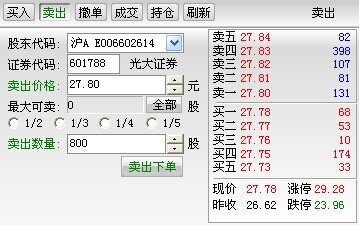 买入 卖出 撤单 成交 持仓 刷新 卖出
股东代码: 沪A E006602614
证券代码: 601788 光大证券
卖出价格: 27.80 元
最大可卖: 0 全部 股
1/2 1/3 1/4 1/5
卖出数量: 800 股
卖出下单
卖五 27.84 82
卖四 27.83 398
卖三 27.82 107
卖二 27.81 81
卖一 27.80 131
买一 27.78 68
买二 27.77 53
买三 27.76 10
买四 27.75 174
买五 27.73 33
现价 27.78 涨停 29.28
昨收 26.62 跌停 23.96